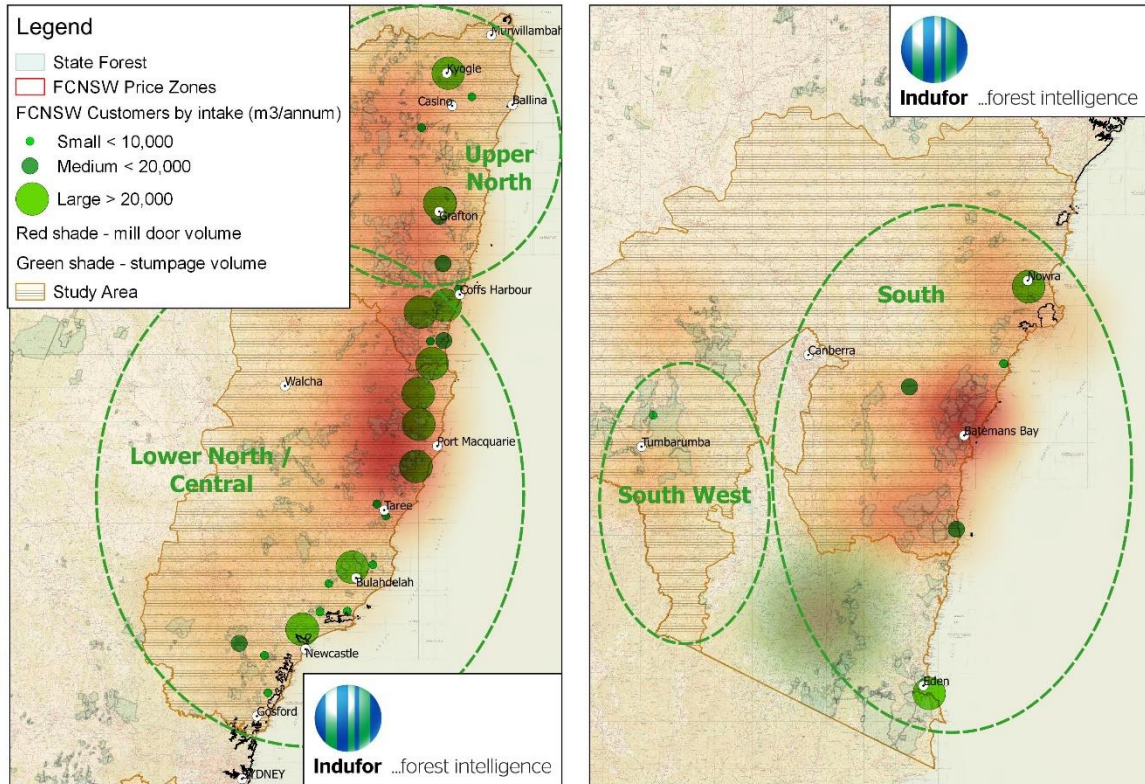 Legend
State Forest
FCNSW Price Zones
FCNSW Customers by intake (m3/annum)
Small < 10,000
Medium < 20,000
Large > 20,000
Red shade - mill door volume
Green shade - stumpage volume
Study Area
Murwillambah
Kyogle
Casino
Ballina
Upper
North
Grafton
Coffs Harbour
Walcha
Port Macquarie
Lower North /
Central
Taree
Bulahdelah
Newcastle
Gosford
SYDNEY
Indufor ...forest intelligence
Indufor ...forest intelligence
South
Nowra
Canberra
Batemans Bay
Tumbarumba
South West
Eden